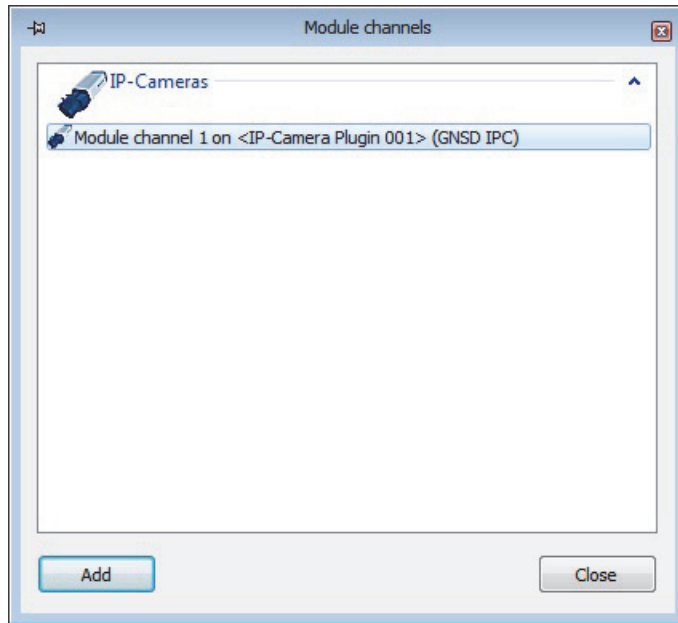 Module channels
IP-Cameras
Module channel 1 on <IP-Camera Plugin 001> (GNSD IPC)
Add
Close